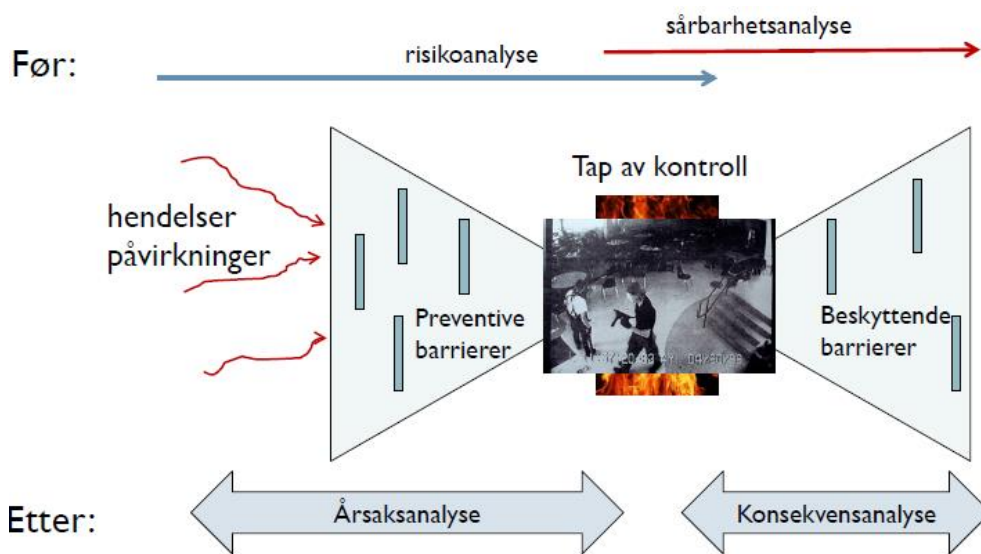 sårbarhetsanalyse
Før:
risikoanalyse
Tap av kontroll
hendelser
påvirkninger
Preventive
barrierer
Beskyttende
barrierer
Etter:
Årsaksanalyse
Konsekvensanalyse